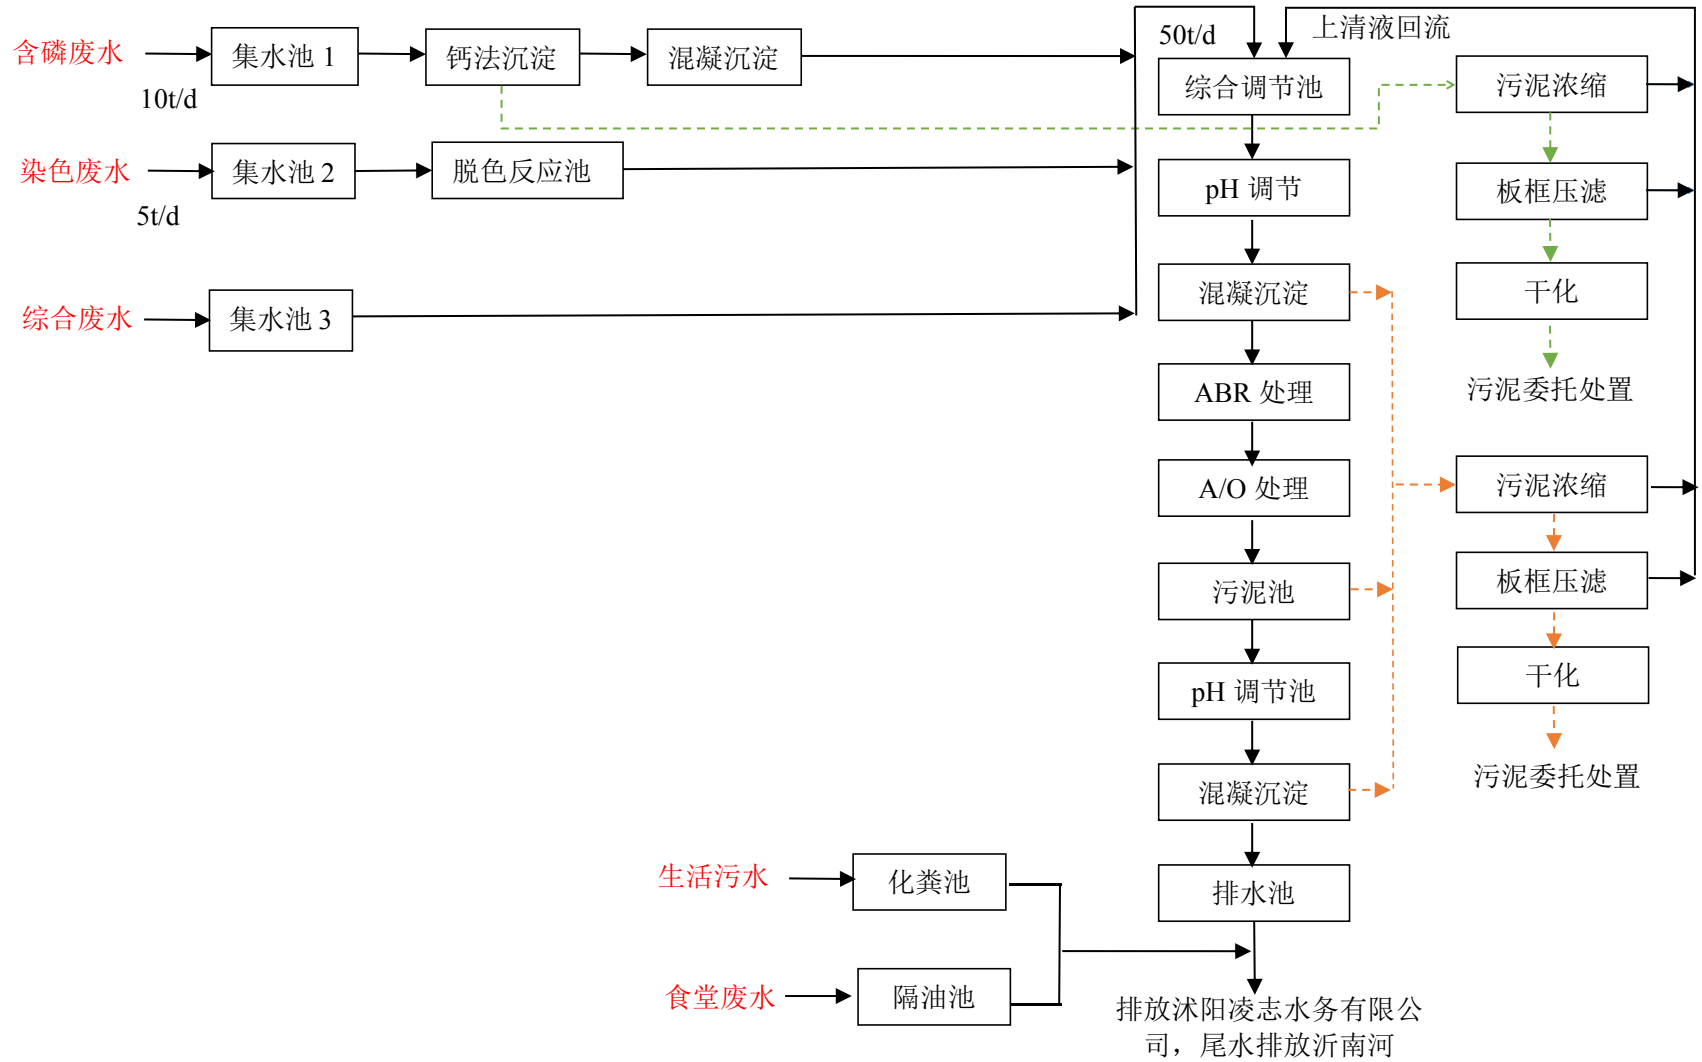 含磷废水
10t/d
集水池 1
钙法沉淀
混凝沉淀
染色废水
5t/d
集水池 2
脱色反应池
综合废水
集水池 3
50t/d
上清液回流
综合调节池
pH 调节
混凝沉淀
ABR 处理
A/O 处理
污泥池
pH 调节池
混凝沉淀
排水池
污泥浓缩
板框压滤
干化
污泥委托处置
污泥浓缩
板框压滤
干化
污泥委托处置
生活污水
化粪池
食堂废水
隔油池
排放沭阳凌志水务有限公
司，尾水排放沂南河